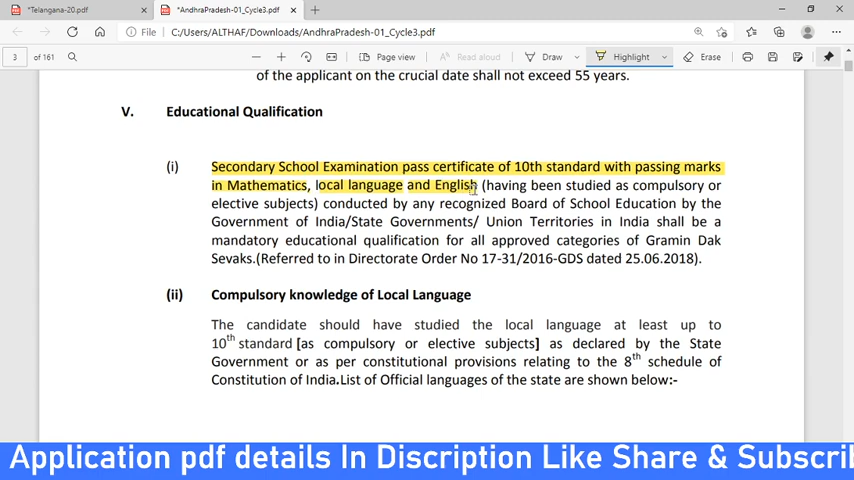 *Telangana-20.pdf
*AndhraPradesh-01_Cycle3.pdf
File
C:/Users/ALTHAF/Downloads/AndhraPradesh-01_Cycle3.pdf
3 of 161
Page view
Read aloud
Draw
Highlight
Erase
of the applicant on the crucial date shall not exceed 55 years.
V. Educational Qualification
(i) Secondary School Examination pass certificate of 10th standard with passing marks
in Mathematics, local language and English (having been studied as compulsory or
elective subjects) conducted by any recognized Board of School Education by the
Government of India/State Governments/ Union Territories in India shall be a
mandatory educational qualification for all approved categories of Gramin Dak
Sevaks.(Referred to in Directorate Order No 17-31/2016-GDS dated 25.06.2018).
(ii) Compulsory knowledge of Local Language
The candidate should have studied the local language at least up to
10th standard [as compulsory or elective subjects] as declared by the State
Government or as per constitutional provisions relating to the 8th schedule of
Constitution of India.List of Official languages of the state are shown below:-
Application pdf details In Discription Like Share & Subscrib